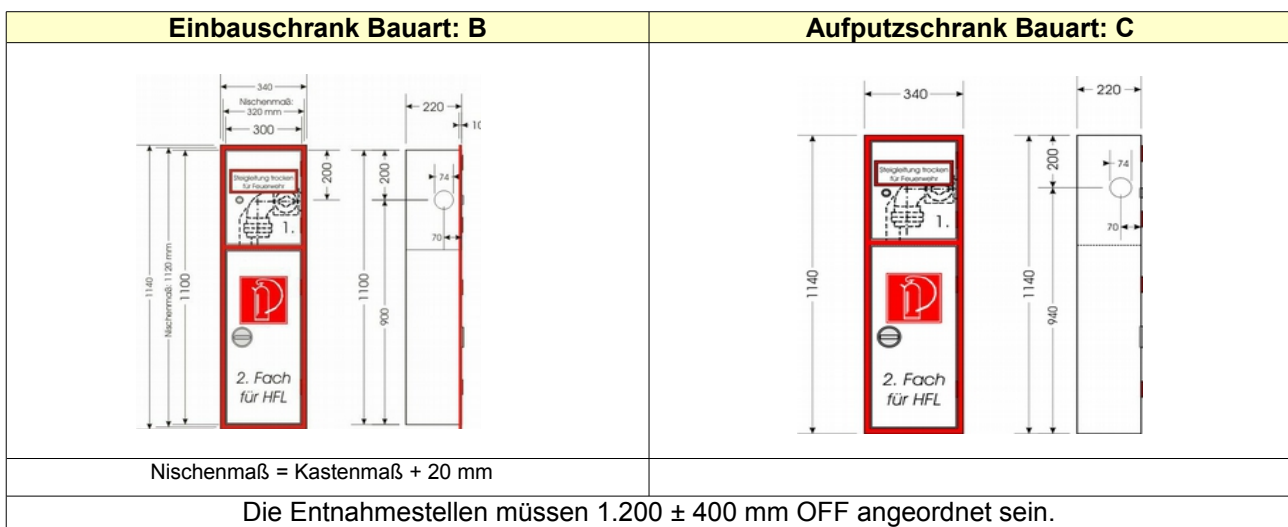 Einbauschrank Bauart: B
Aufputzschrank Bauart: C
340
Nischenmaß:
320 mm
300
220
10
200
200
74
Steigleitung trocken
für Feuerwehr
1.
70
1140
Nischenmaß: 1120 mm
1100
1100
900
2. Fach
für HFL
340
220
200
74
Steigleitung trocken
für Feuerwehr
1.
70
1140
1140
940
2. Fach
für HFL
Nischenmaß = Kastenmaß + 20 mm
Die Entnahmestellen müssen 1.200 ± 400 mm OFF angeordnet sein.